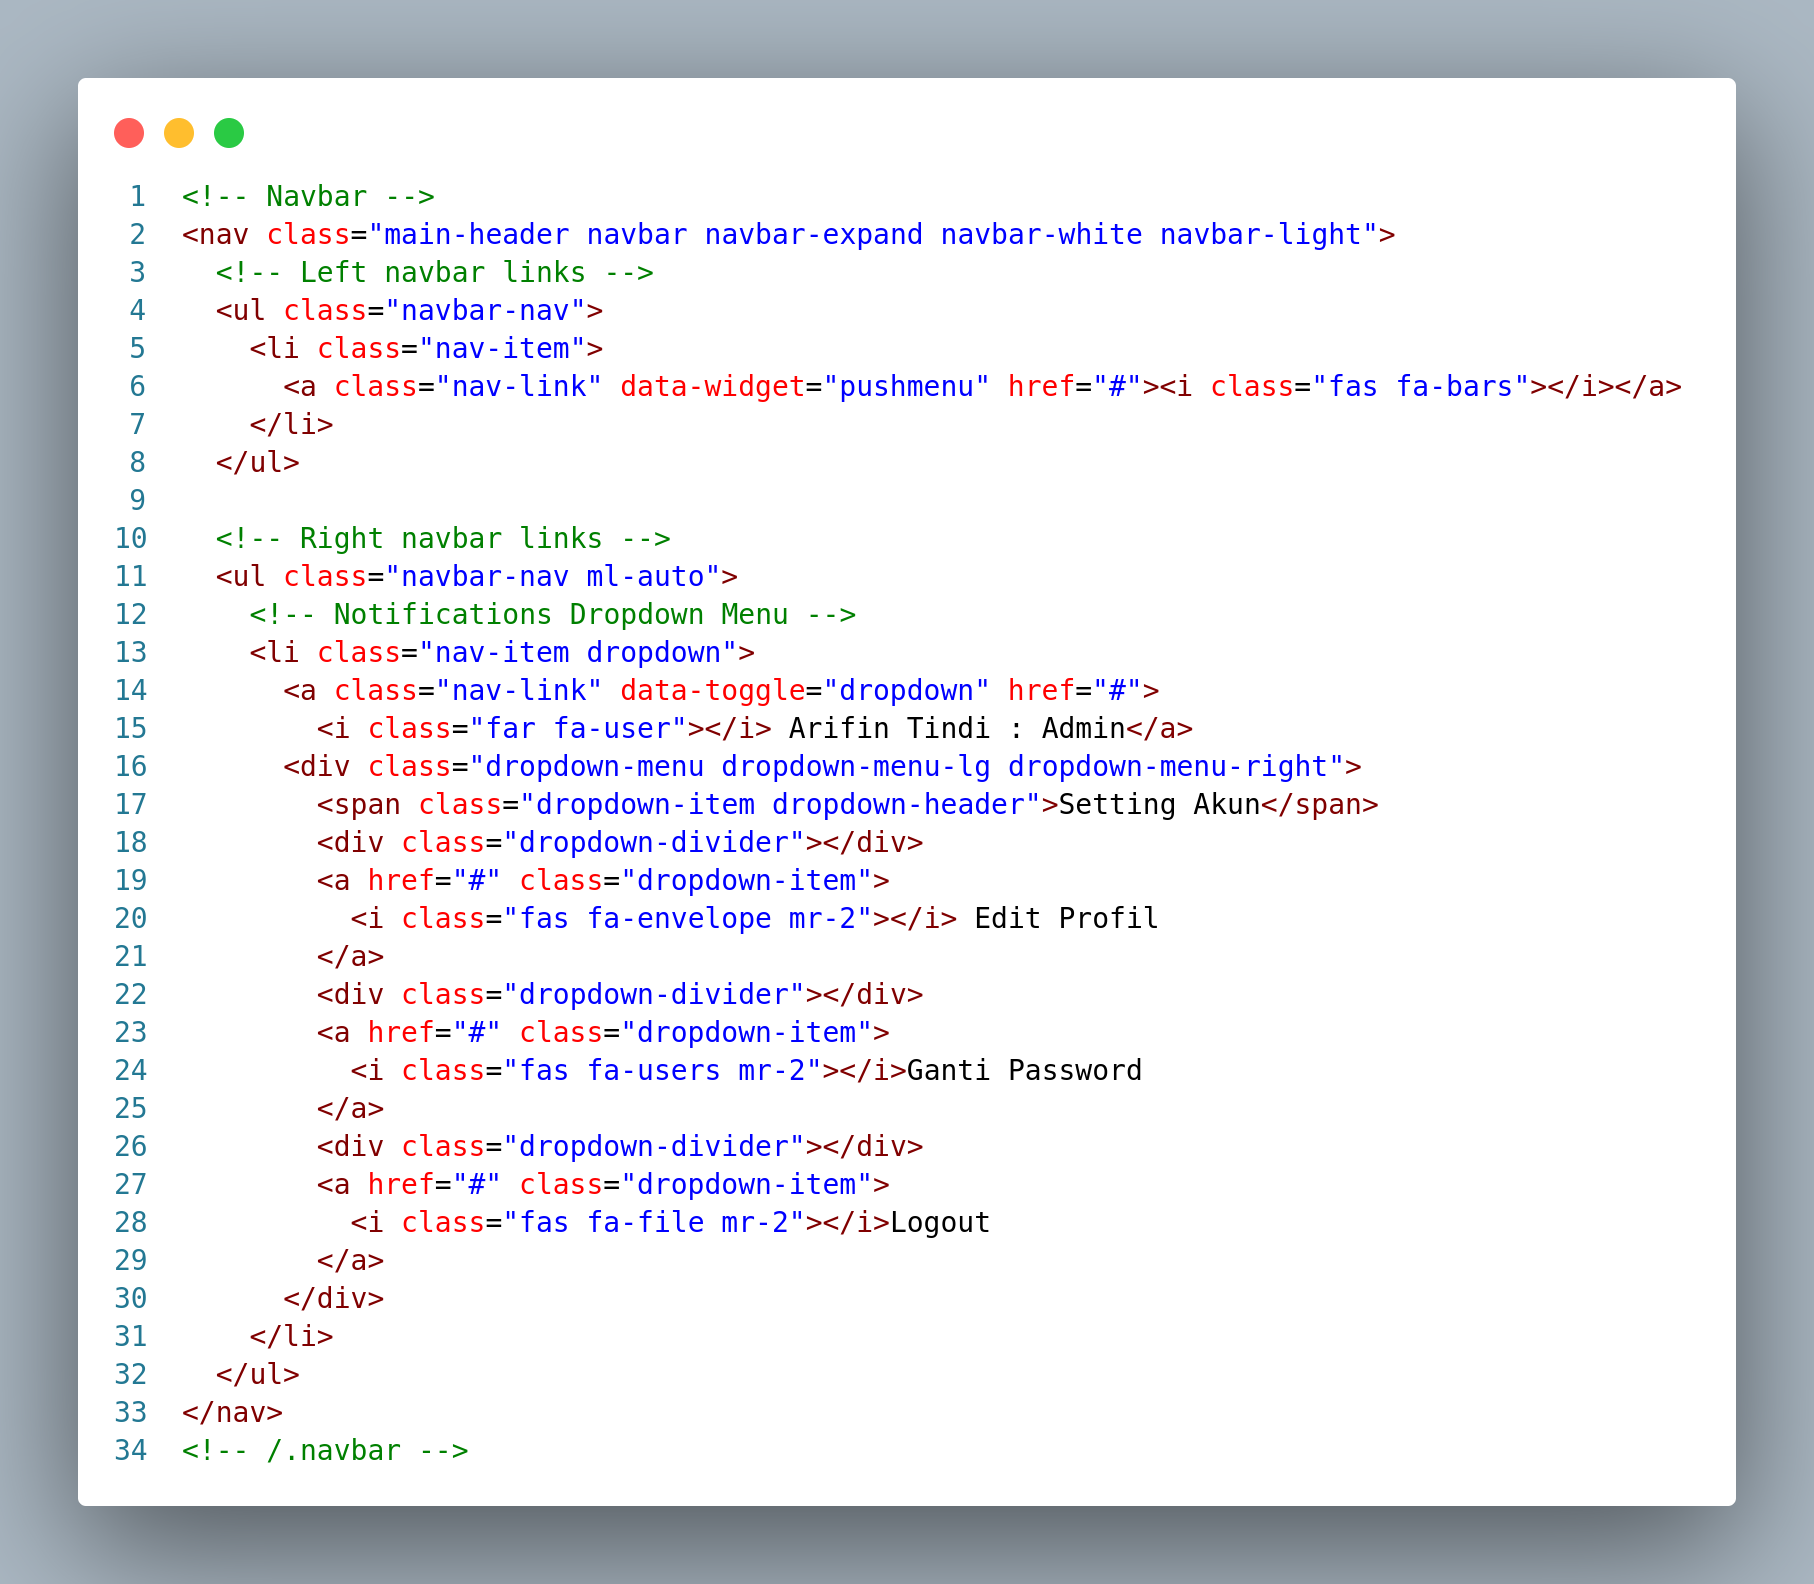 1 <!-- Navbar -->
2 <nav class="main-header navbar navbar-expand navbar-white navbar-light">
3   <!-- Left navbar links -->
4   <ul class="navbar-nav">
5     <li class="nav-item">
6       <a class="nav-link" data-widget="pushmenu" href="#"><i class="fas fa-bars"></i></a>
7     </li>
8   </ul>
9
10   <!-- Right navbar links -->
11   <ul class="navbar-nav ml-auto">
12     <!-- Notifications Dropdown Menu -->
13     <li class="nav-item dropdown">
14       <a class="nav-link" data-toggle="dropdown" href="#">
15         <i class="far fa-user"></i> Arifin Tindi : Admin</a>
16       <div class="dropdown-menu dropdown-menu-lg dropdown-menu-right">
17         <span class="dropdown-item dropdown-header">Setting Akun</span>
18         <div class="dropdown-divider"></div>
19         <a href="#" class="dropdown-item">
20           <i class="fas fa-envelope mr-2"></i> Edit Profil
21         </a>
22         <div class="dropdown-divider"></div>
23         <a href="#" class="dropdown-item">
24           <i class="fas fa-users mr-2"></i>Ganti Password
25         </a>
26         <div class="dropdown-divider"></div>
27         <a href="#" class="dropdown-item">
28           <i class="fas fa-file mr-2"></i>Logout
29         </a>
30       </div>
31     </li>
32   </ul>
33 </nav>
34 <!-- /.navbar -->